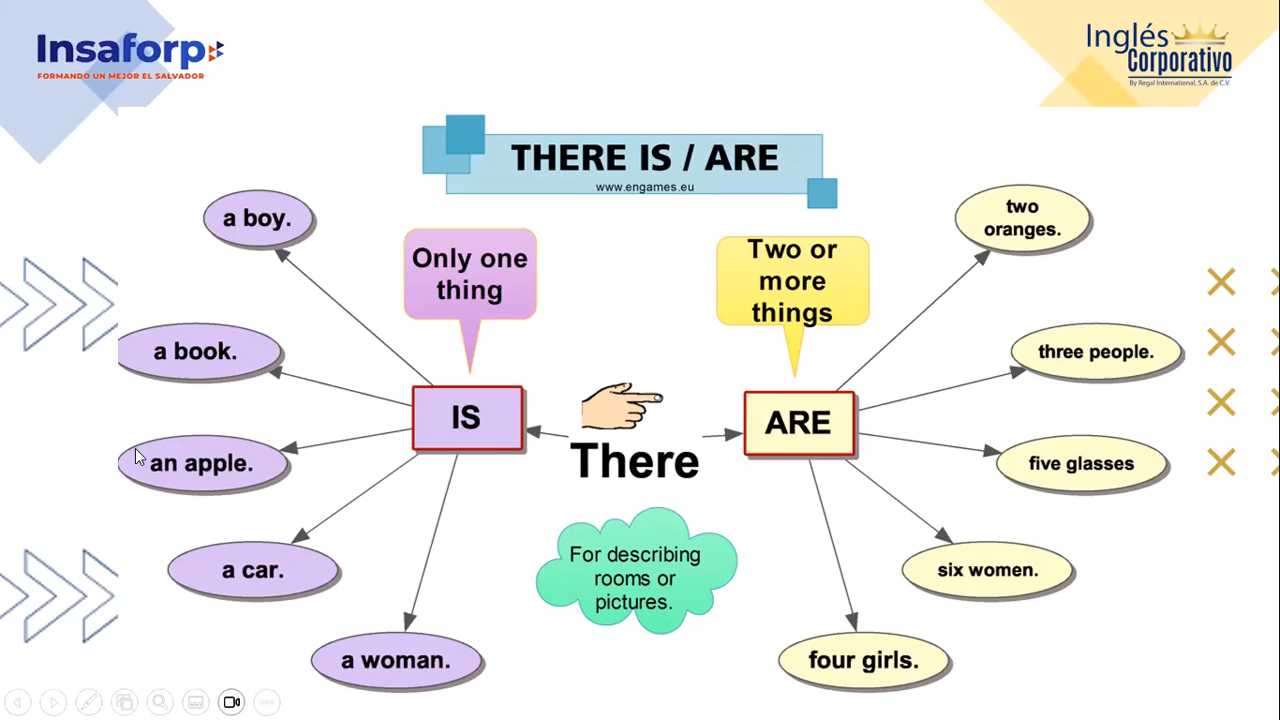 Insaforp
FORMANDO UN MEJOR EL SALVADOR
Inglés
Corporativo
By Regal International, S.A. de C.V.
THERE IS / ARE
www.engames.eu
a boy.
Only one
thing
Two or
more
things
two
oranges.
a book.
three people.
IS
ARE
There
an apple.
five glasses
For describing
rooms or
pictures.
a car.
six women.
a woman.
four girls.